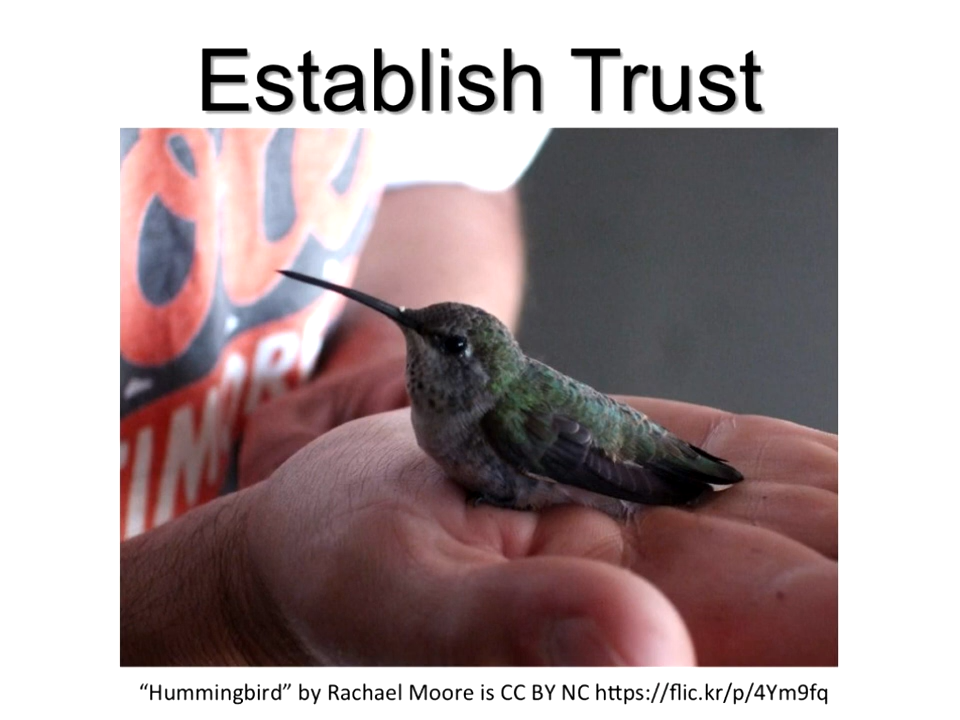 Establish Trust
“Hummingbird” by Rachael Moore is CC BY NC https://flic.kr/p/4Ym9fq